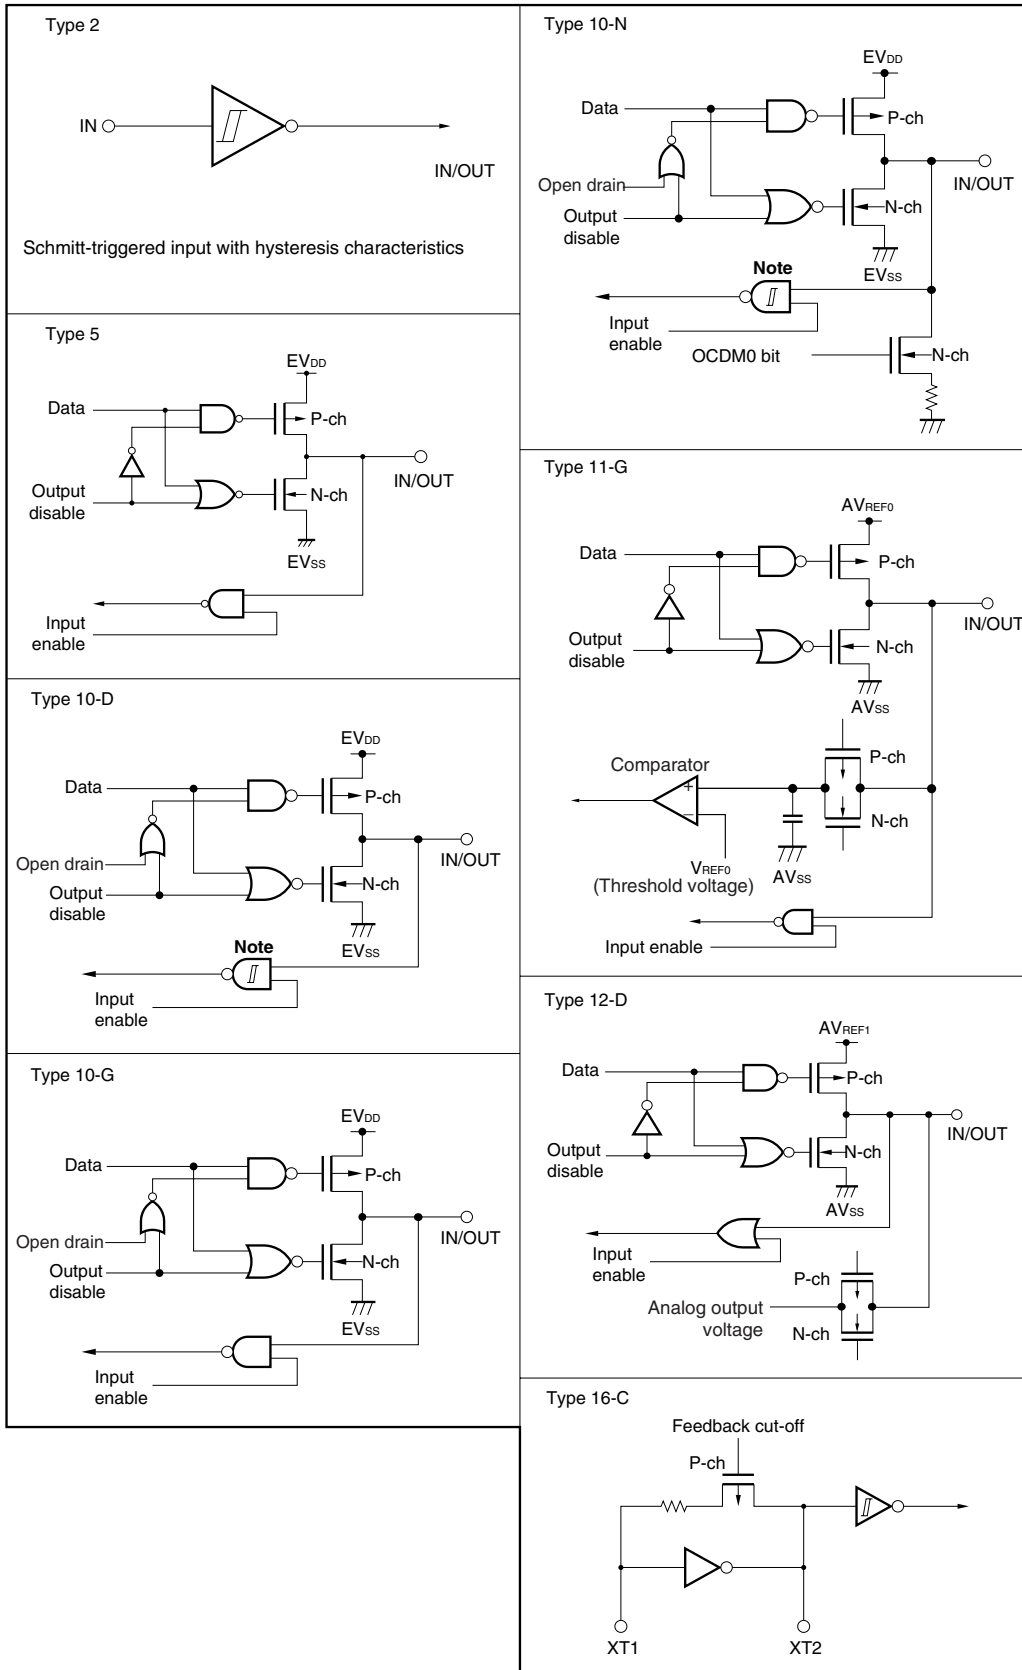 Type 2
IN
IN/OUT
Schmitt-triggered input with hysteresis characteristics
Type 5
EVDD
Data
P-ch
IN/OUT
Output
disable
N-ch
EVSS
Input
enable
Type 10-D
EVDD
Data
P-ch
Open drain
IN/OUT
Output
disable
N-ch
EVSS
Note
Input
enable
Type 10-G
EVDD
Data
P-ch
Open drain
IN/OUT
Output
disable
N-ch
EVSS
Input
enable
Type 10-N
EVDD
Data
P-ch
Open drain
IN/OUT
Output
disable
N-ch
EVSS
Note
Input
enable
OCDM0 bit
N-ch
Type 11-G
AVREF0
Data
P-ch
IN/OUT
Output
disable
N-ch
AVSS
P-ch
Comparator
+
–
N-ch
VREF0
(Threshold voltage)
AVSS
Input enable
Type 12-D
AVREF1
Data
P-ch
IN/OUT
Output
disable
N-ch
AVSS
Input
enable
P-ch
Analog output
voltage
N-ch
Type 16-C
Feedback cut-off
P-ch
XT1
XT2